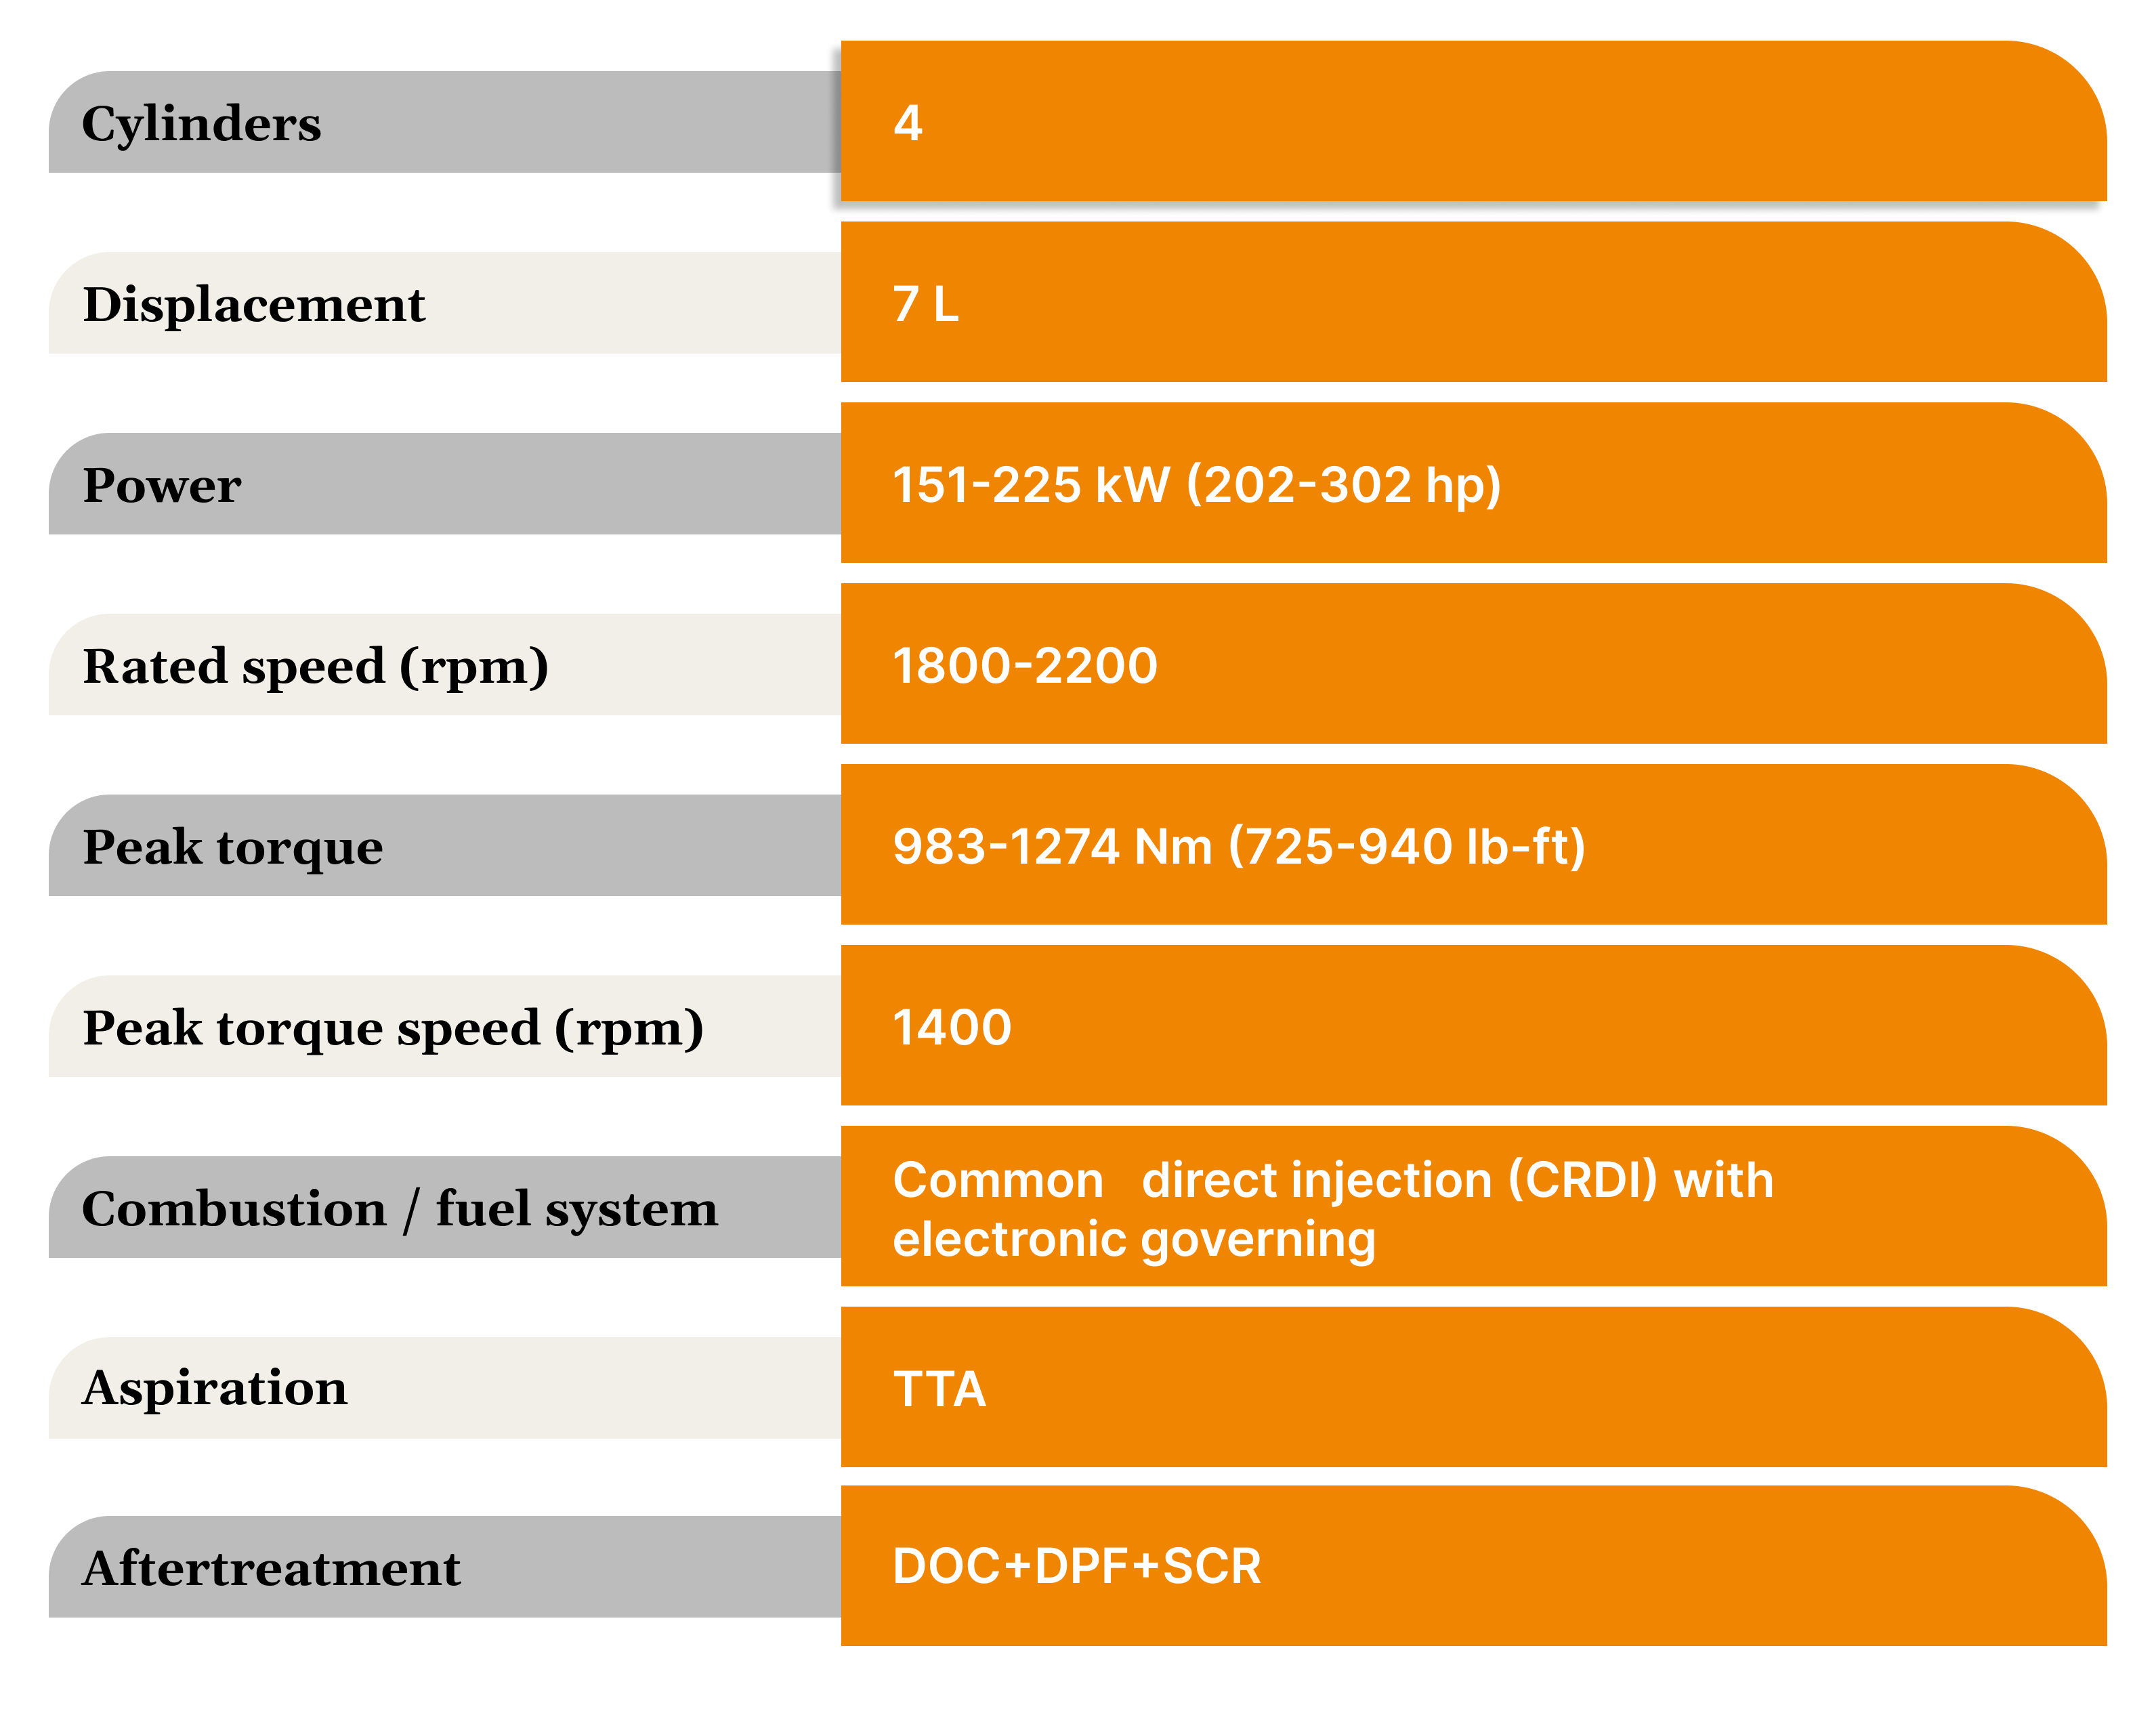 Cylinders
4
Displacement
7 L
Power
151-225 kW (202-302 hp)
Rated speed (rpm)
1800-2200
Peak torque
983-1274 Nm (725-940 lb-ft)
Peak torque speed (rpm)
1400
Combustion / fuel system
Common direct injection (CRDI) with
electronic governing
Aspiration
TTA
Aftertreatment
DOC+DPF+SCR